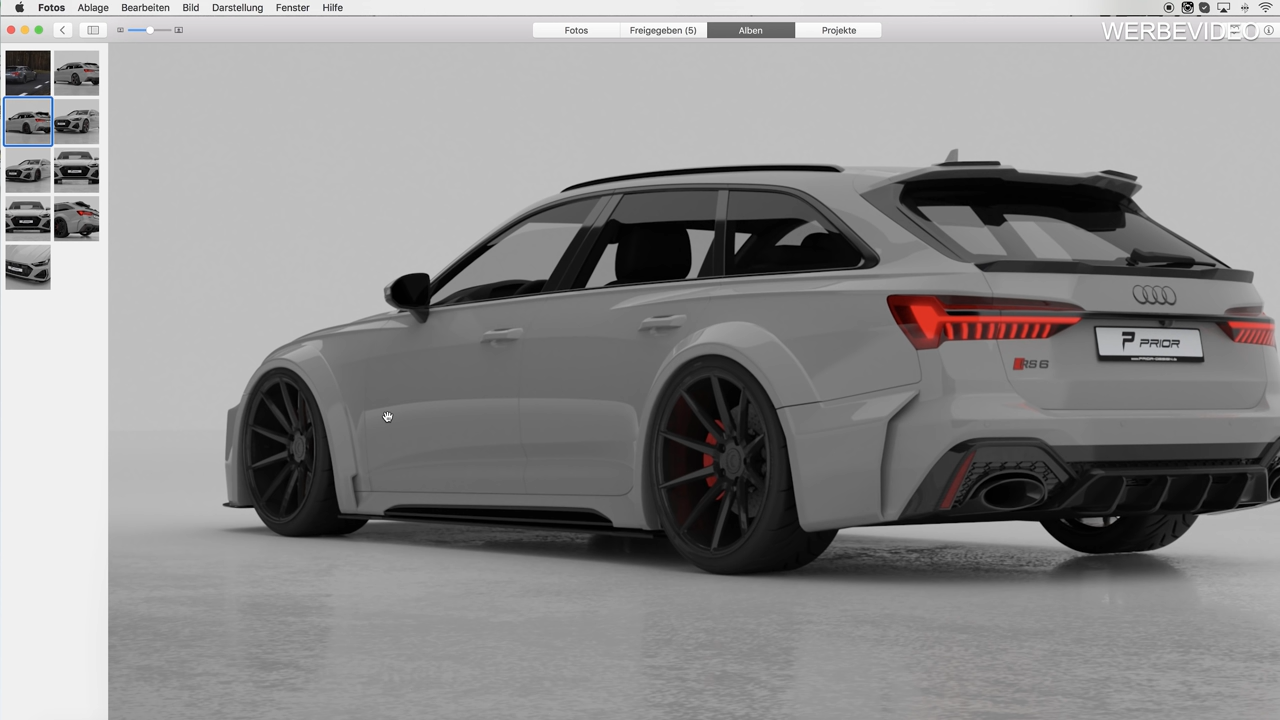 Fotos Ablage Bearbeiten Bild Darstellung Fenster Hilfe
Fotos Freigegeben (5) Alben Projekte
WERBEVIDEO
PRIOR
RS 6